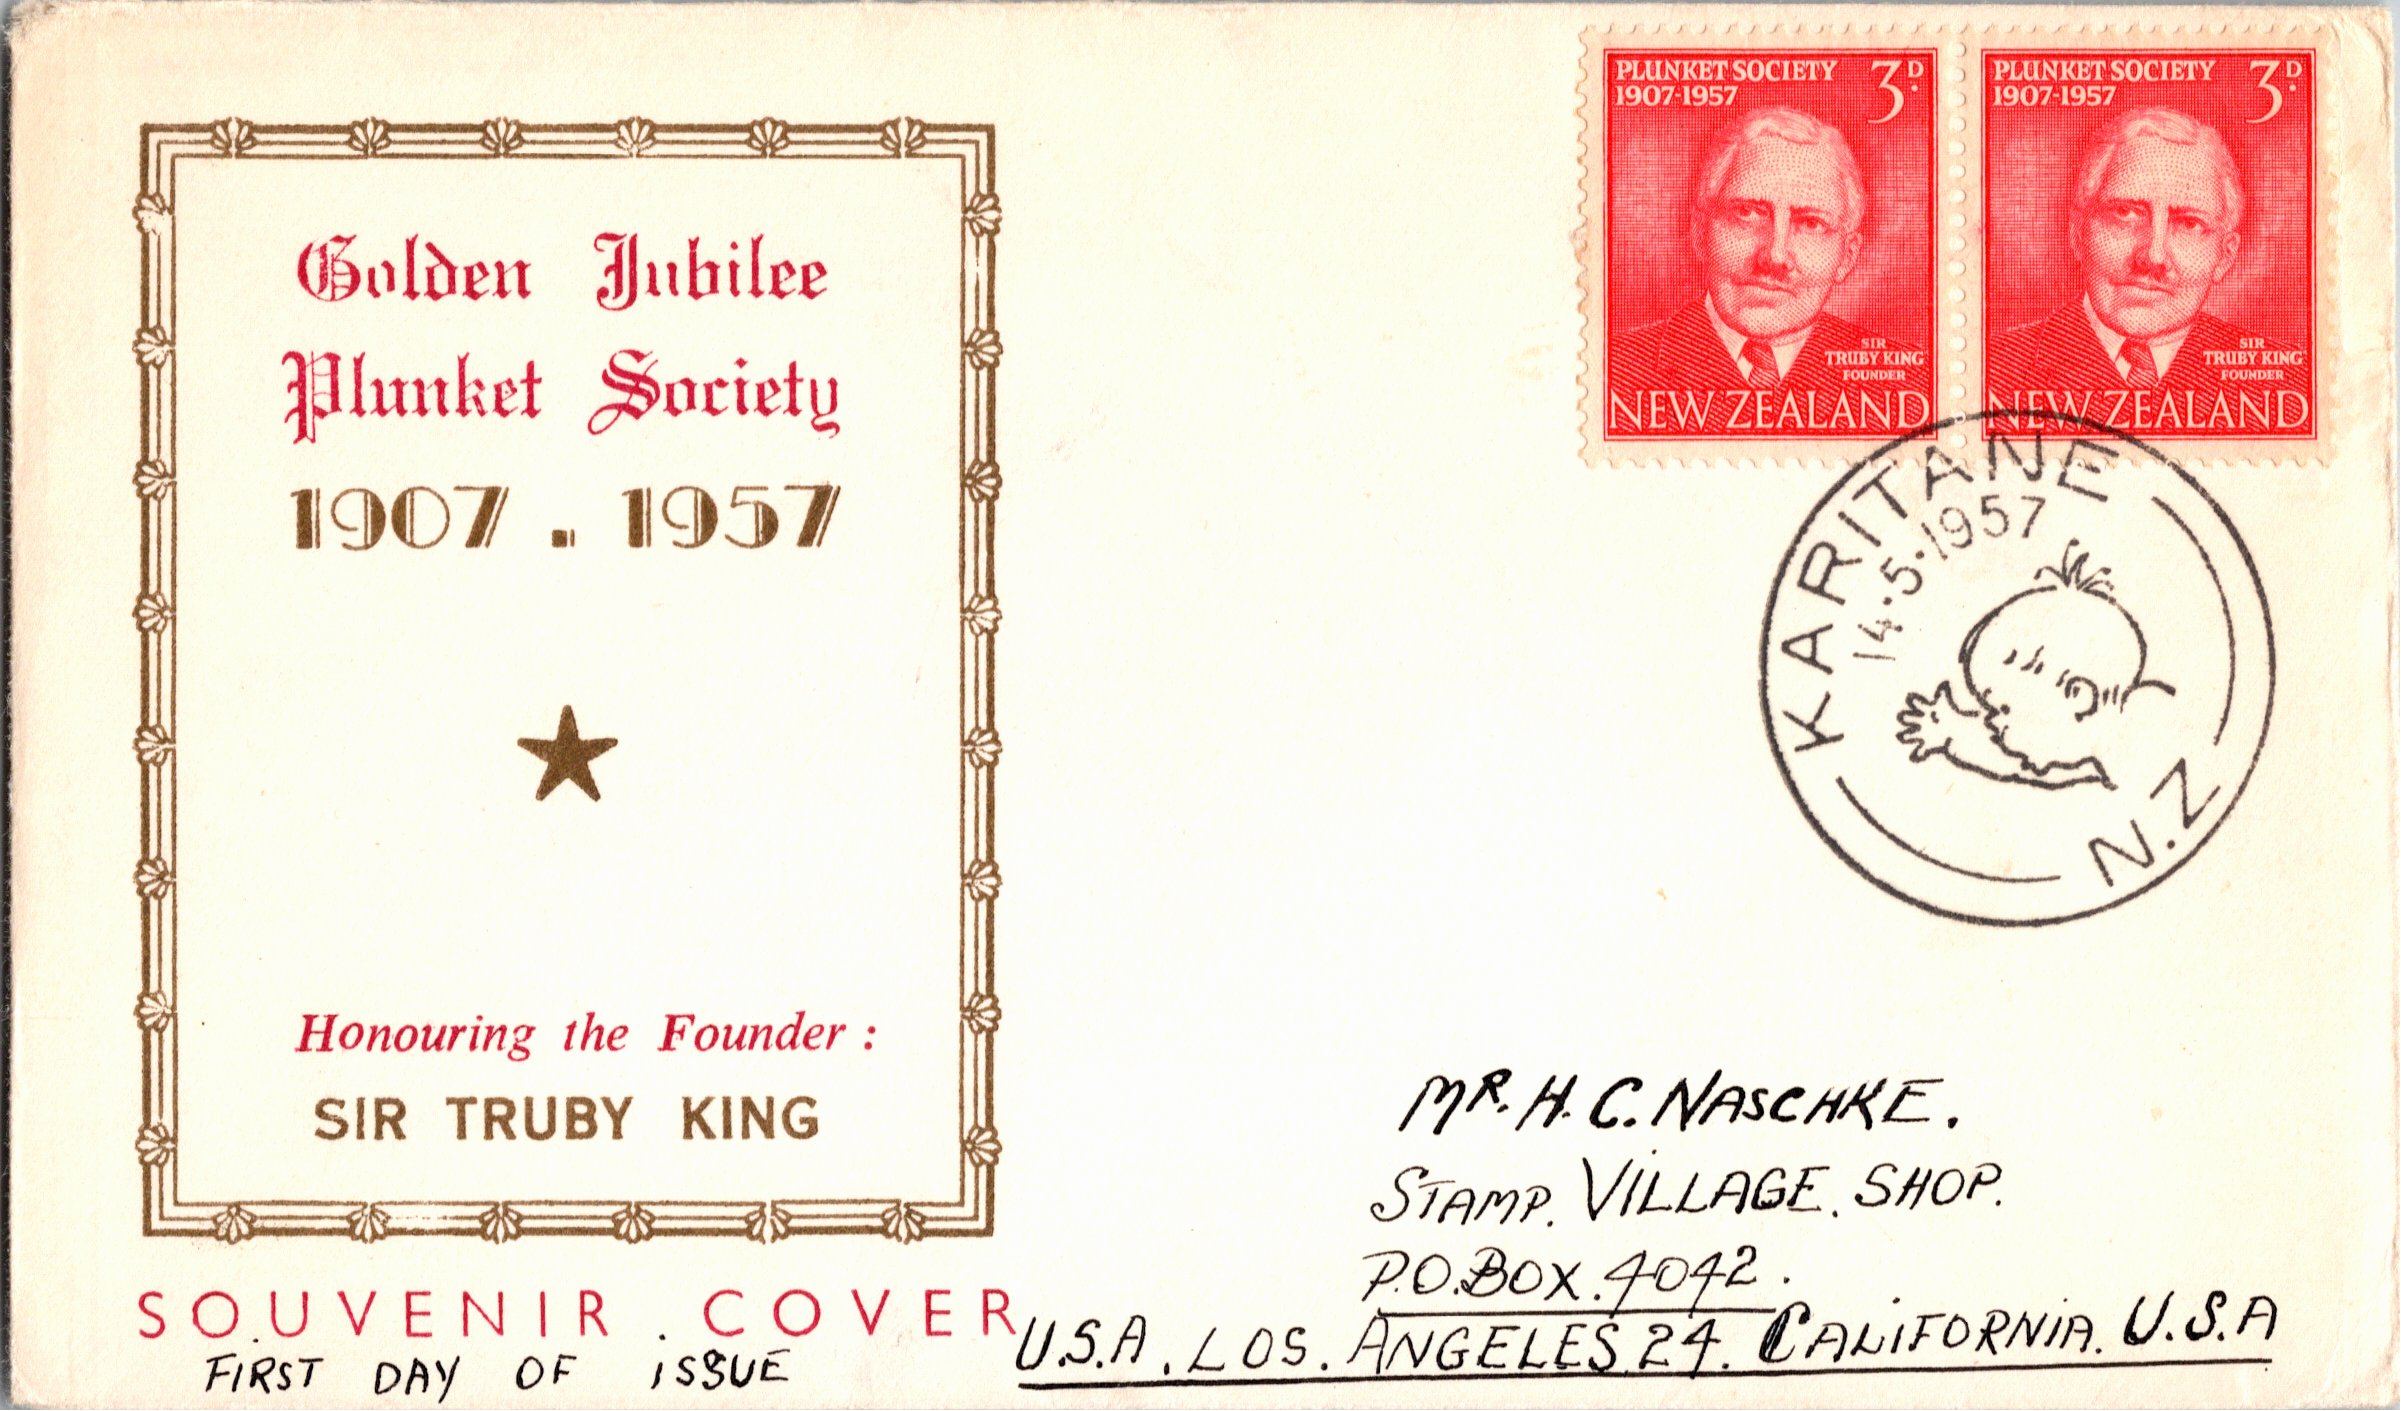 Golden Jubilee
Plunket Society
1907 . 1957
Honouring the Founder :
SIR TRUBY KING
SOUVENIR COVER
FIRST DAY OF ISSUE
PLUNKET SOCIETY 3D
1907-1957
SIR
TRUBY KING
FOUNDER
NEW ZEALAND
PLUNKET SOCIETY 3D
1907-1957
SIR
TRUBY KING
FOUNDER
NEW ZEALAND
KARITANE
14·5·1957
N.Z
MR. H. C. NASCHKE.
STAMP. VILLAGE. SHOP.
P.O. BOX. 4042.
U.S.A. LOS. ANGELES 24. CALIFORNIA. U.S.A